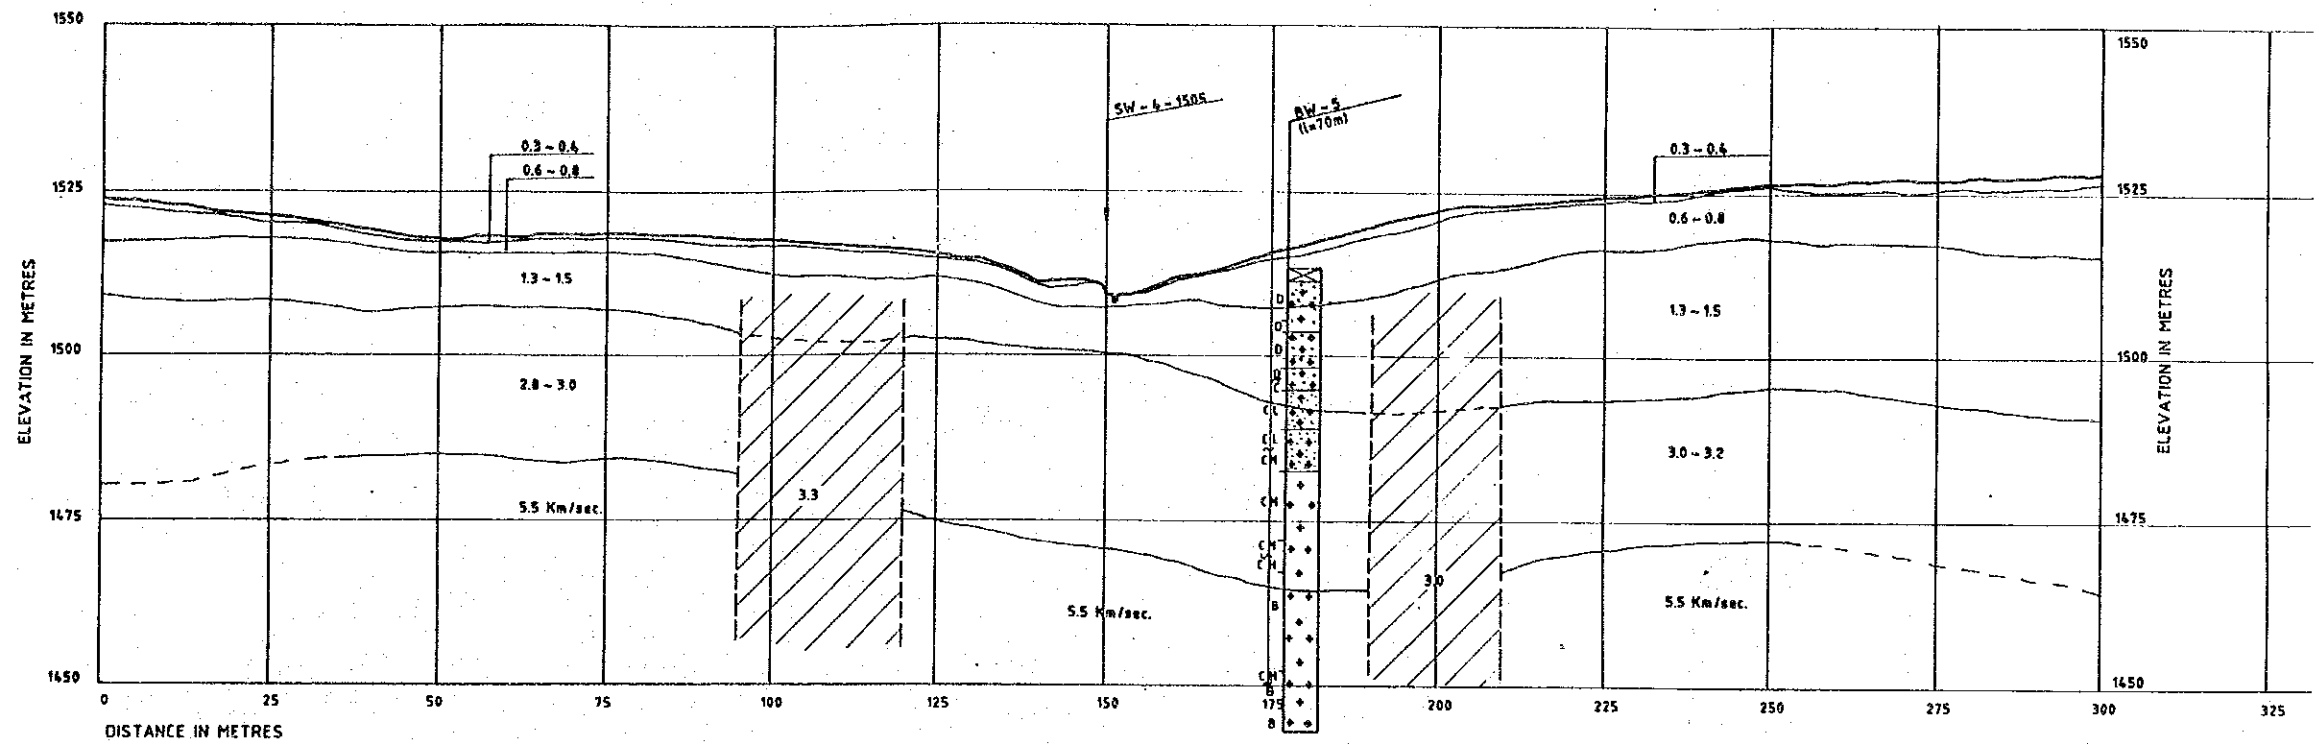 1550
1550
SW-4-1505
BW-5
(l=70m)
0.3~0.4
0.6~0.8
0.3~0.4
1525
1525
0.6~0.8
1.3~1.5
1.3~1.5
D
D
D
D
C
CL
CL
CM
CM
CM
CH
B
CH
B
B
1500
1500
2.8~3.0
3.0~3.2
3.3
5.5 Km/sec.
1475
1475
3.0
5.5 Km/sec.
5.5 Km/sec.
1450
1450
ELEVATION IN METRES
ELEVATION IN METRES
0
25
50
75
100
125
150
175
200
225
250
275
300
325
DISTANCE IN METRES